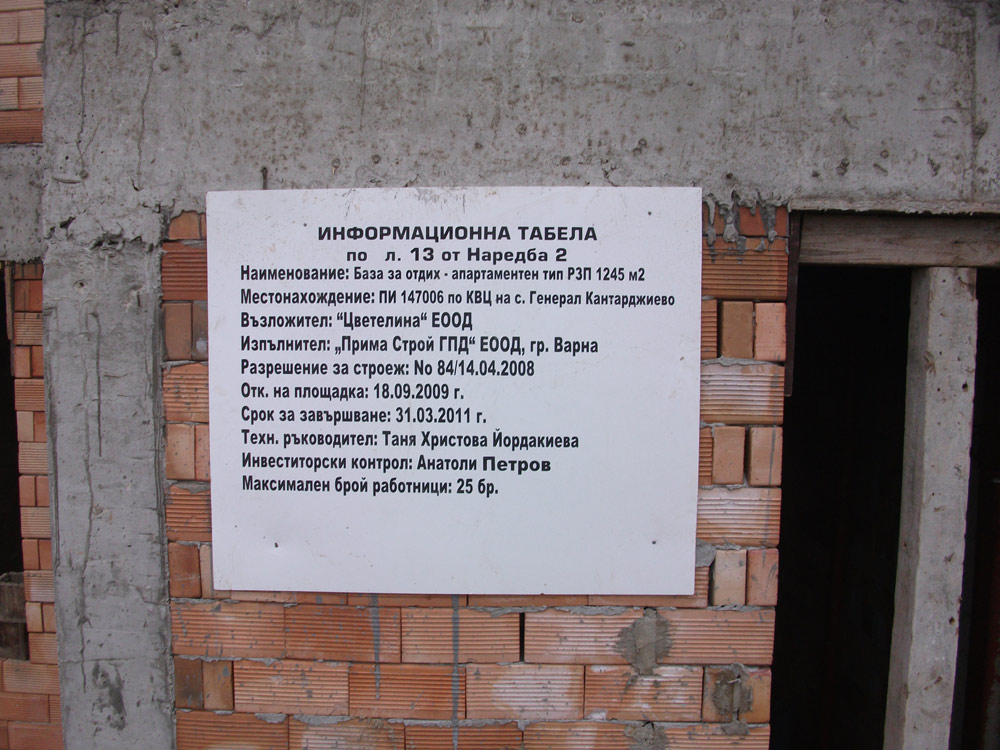 ИНФОРМАЦИОННА ТАБЕЛА
по л. 13 от Наредба 2
Наименование: База за отдих - апартаментен тип РЗП 1245 м2
Местонахождение: ПИ 147006 по КВЦ на с. Генерал Кантарджиево
Възложител: “Цветелина“ ЕООД
Изпълнител: „Прима Строй ГПД“ ЕООД, гр. Варна
Разрешение за строеж: No 84/14.04.2008
Отк. на площадка: 18.09.2009 г.
Срок за завършване: 31.03.2011 г.
Техн. ръководител: Таня Христова Йордакиева
Инвеститорски контрол: Анатоли Петров
Максимален брой работници: 25 бр.